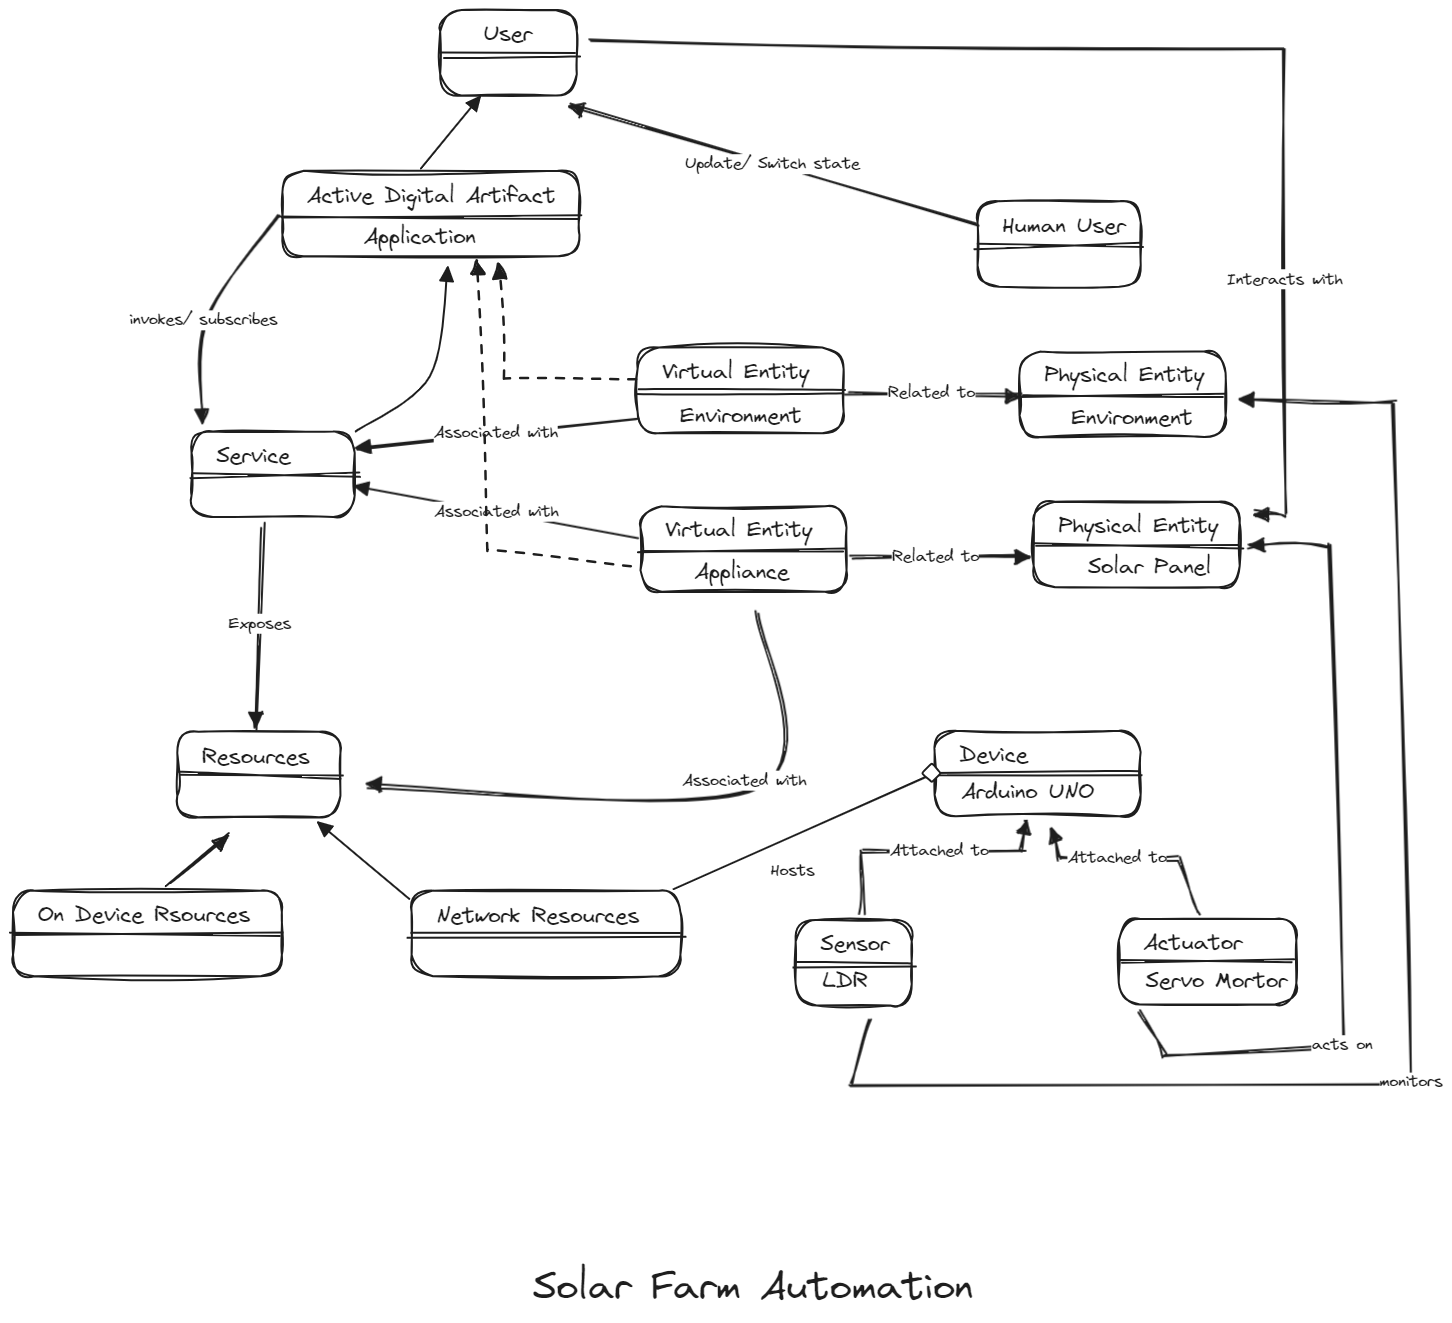 User
Update/ Switch state
Active Digital Artifact
Application
Human User
Interacts with
invokes/ subscribes
Virtual Entity
Environment
Related to
Physical Entity
Environment
Associated with
Service
Associated with
Virtual Entity
Appliance
Related to
Physical Entity
Solar Panel
Exposes
Resources
Associated with
Device
Arduino UNO
Hosts
Attached to
Attached to
On Device Rsources
Network Resources
Sensor
LDR
Actuator
Servo Mortor
acts on
monitors
Solar Farm Automation